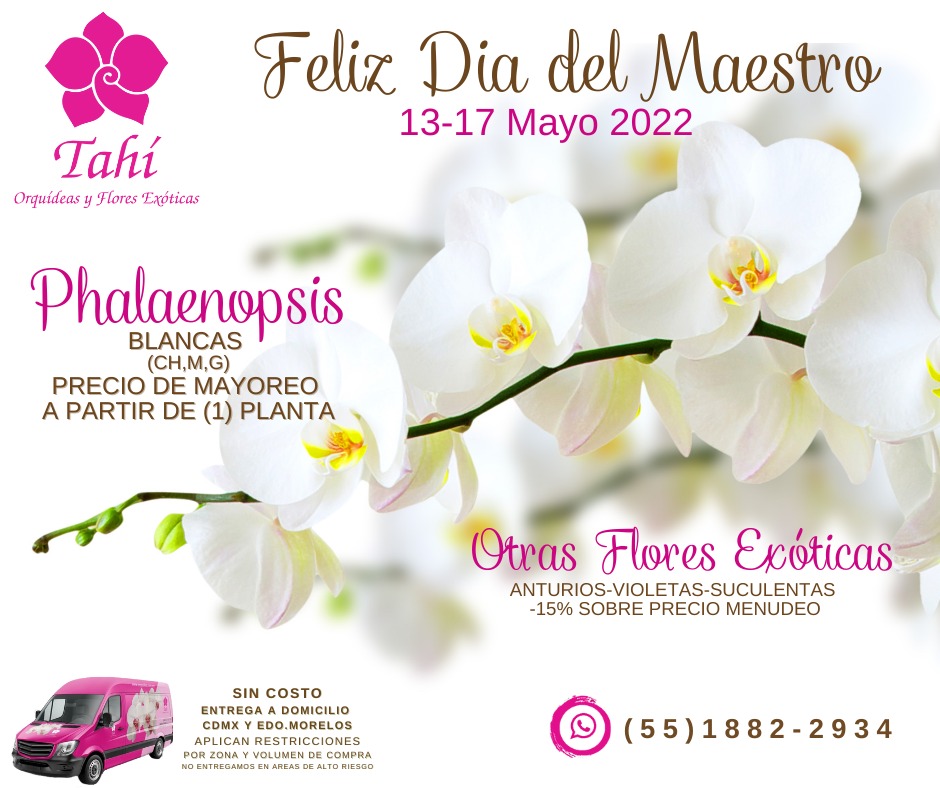 Tahí
Orquídeas y Flores Exóticas
Feliz Dia del Maestro
13-17 Mayo 2022
Phalaenopsis
BLANCAS
(CH,M,G)
PRECIO DE MAYOREO
A PARTIR DE (1) PLANTA
Otras Flores Exóticas
ANTURIOS-VIOLETAS-SUCULENTAS
-15% SOBRE PRECIO MENUDEO
SIN COSTO
ENTREGA A DOMICILIO
CDMX Y EDO.MORELOS
APLICAN RESTRICCIONES
POR ZONA Y VOLUMEN DE COMPRA
NO ENTREGAMOS EN AREAS DE ALTO RIESGO
(55)1882-2934